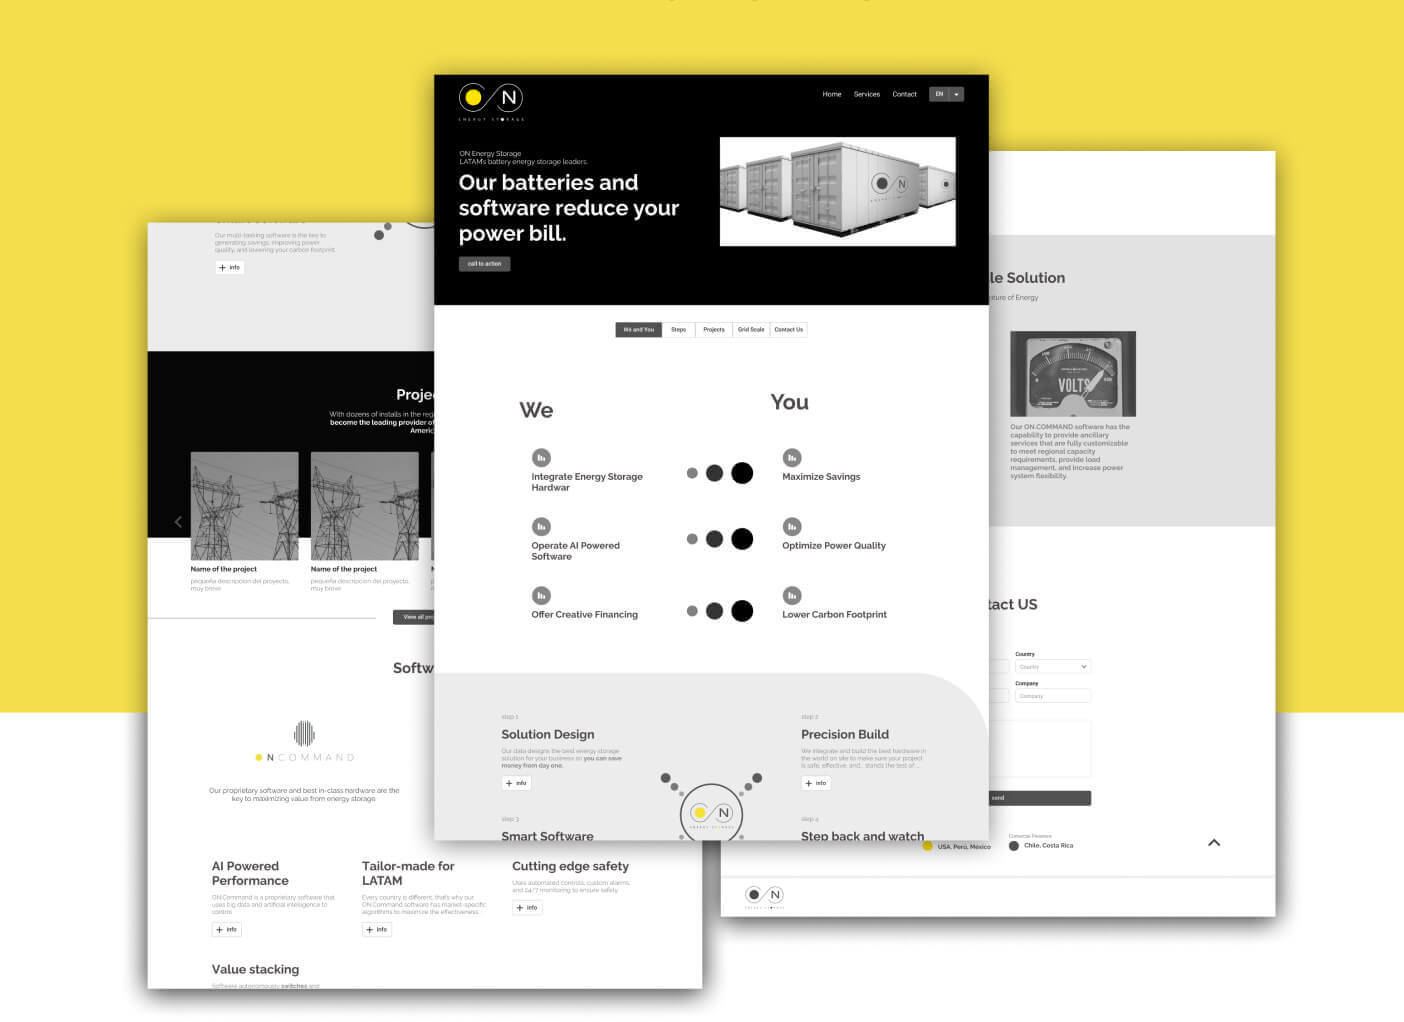 ON
ENERGY STORAGE
Home
Services
Contact
EN
ON Energy Storage
LATAM's battery energy storage leaders.
Our batteries and
software reduce your
power bill.
call to action
ON
We and You
Steps
Projects
Grid Scale
Contact Us
We
You
Integrate Energy Storage
Hardwar
Maximize Savings
Operate AI Powered
Software
Optimize Power Quality
Offer Creative Financing
Lower Carbon Footprint
step 1
Solution Design
Our data designs the best energy storage
solution for your business so you can save
money from day one.
+ info
step 2
Precision Build
We integrate and build the best hardware in
the world on site to make sure your project
is safe, effective, and... stands the test of ...
+ info
step 3
Smart Software
step 4
Step back and watch
ON
ENERGY STORAGE
Our multi-tasking software is the key to
generating savings, improving power
quality, and lowering your carbon footprint.
+ info
Proje
With dozens of installs in the regi
become the leading provider of
Americ
Name of the project
pequeña descripcion del proyecto,
muy breve
Name of the project
pequeña descripcion del proyecto,
muy breve
View all pro
Softw
ON COMMAND
Our proprietary software and best in-class hardware are the
key to maximizing value from energy storage
AI Powered
Performance
ON.Command is a proprietary software that
uses big data and artificial inteligence to
control
+ info
Tailor-made for
LATAM
Every country is different, that's why our
ON.Command software has market-specific
algorithms to maximize the effectiveness...
+ info
Cutting edge safety
Uses automated controls, custom alarms,
and 24/7 monitoring to ensure safety
+ info
Value stacking
Software autonomously switches and
le Solution
ature of Energy
VOLTS
Our ON.COMMAND software has the
capability to provide ancillary
services that are fully customizable
to meet regional capacity
requirements, provide load
management, and increase power
system flexibility.
tact US
Country
Country
Company
Company
send
USA, Perú, México
Comercial Presence
Chile, Costa Rica
ON
ENERGY STORAGE